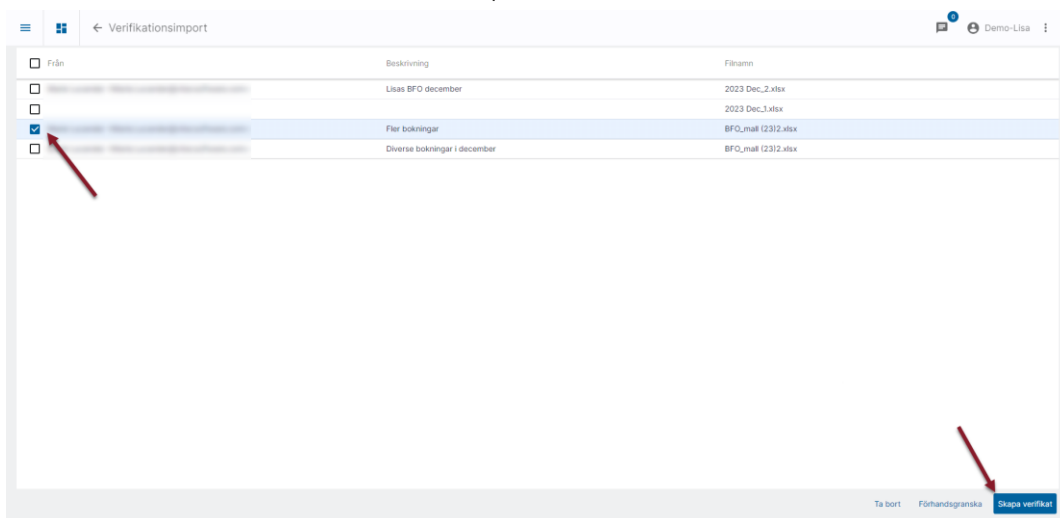 Verifikationsimport 0 Demo-Lisa
Från Beskrivning Filnamn
Lisas BFO december 2023 Dec_2.xlsx
2023 Dec_1.xlsx
Fler bokningar BFO_mall (23)2.xlsx
Diverse bokningar i december BFO_mall (23)2.xlsx
Ta bort Förhandsgranska Skapa verifikat